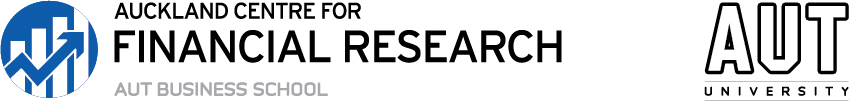 AUCKLAND CENTRE FOR
FINANCIAL RESEARCH
AUT BUSINESS SCHOOL
AUT
UNIVERSITY